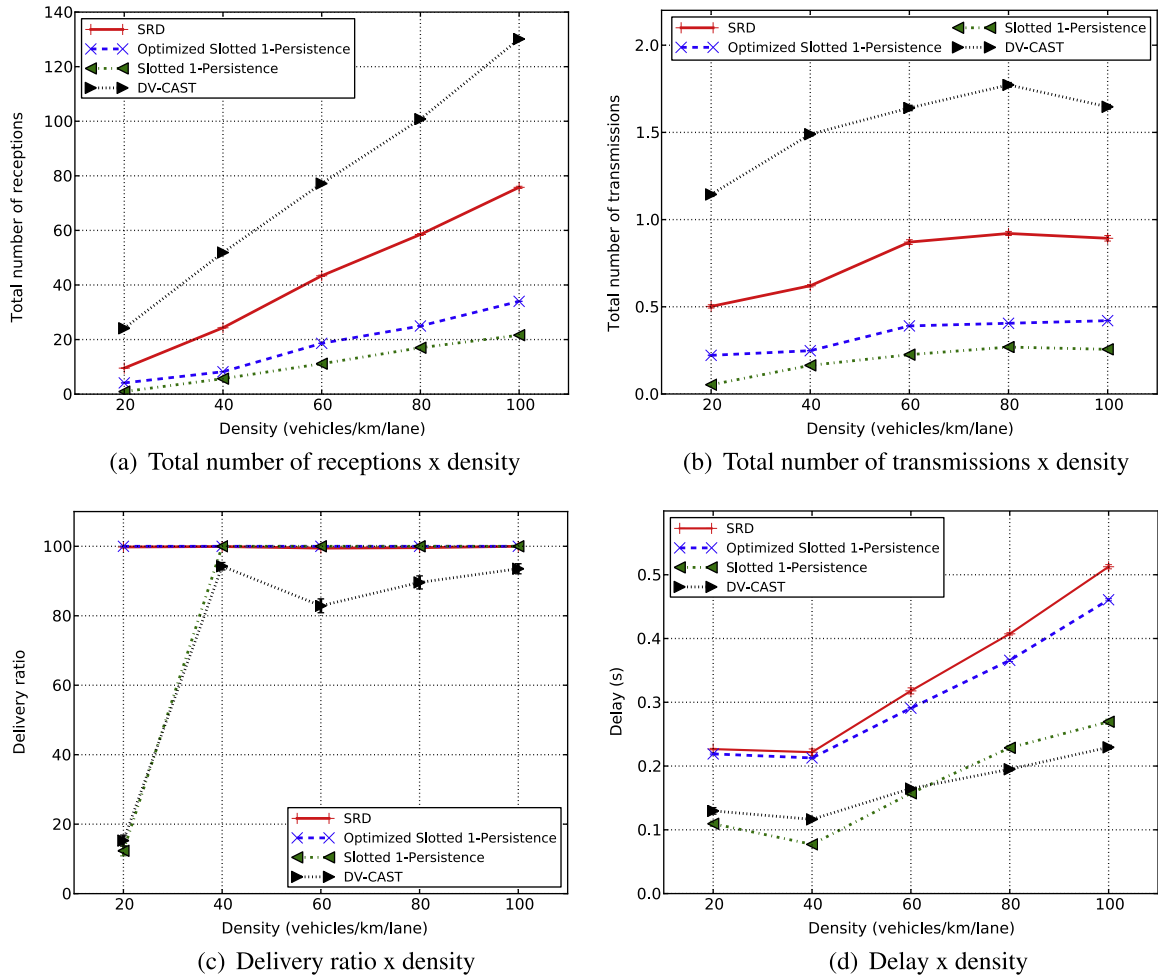 140
120
100
80
60
40
20
0
Total number of receptions
SRD
Optimized Slotted 1-Persistence
Slotted 1-Persistence
DV-CAST
20 40 60 80 100
Density (vehicles/km/lane)
(a) Total number of receptions x density
2.0
1.5
1.0
0.5
0.0
Total number of transmissions
SRD
Optimized Slotted 1-Persistence
Slotted 1-Persistence
DV-CAST
20 40 60 80 100
Density (vehicles/km/lane)
(b) Total number of transmissions x density
100
80
60
40
20
0
Delivery ratio
SRD
Optimized Slotted 1-Persistence
Slotted 1-Persistence
DV-CAST
20 40 60 80 100
Density (vehicles/km/lane)
(c) Delivery ratio x density
0.5
0.4
0.3
0.2
0.1
0.0
Delay (s)
SRD
Optimized Slotted 1-Persistence
Slotted 1-Persistence
DV-CAST
20 40 60 80 100
Density (vehicles/km/lane)
(d) Delay x density